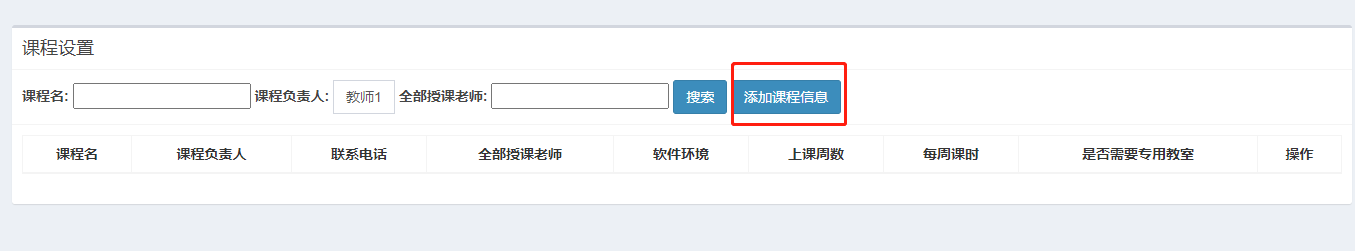 课程设置
课程名: 课程负责人: 教师1 全部授课老师: 搜索 添加课程信息
课程名 课程负责人 联系电话 全部授课老师 软件环境 上课周数 每周课时 是否需要专用教室 操作